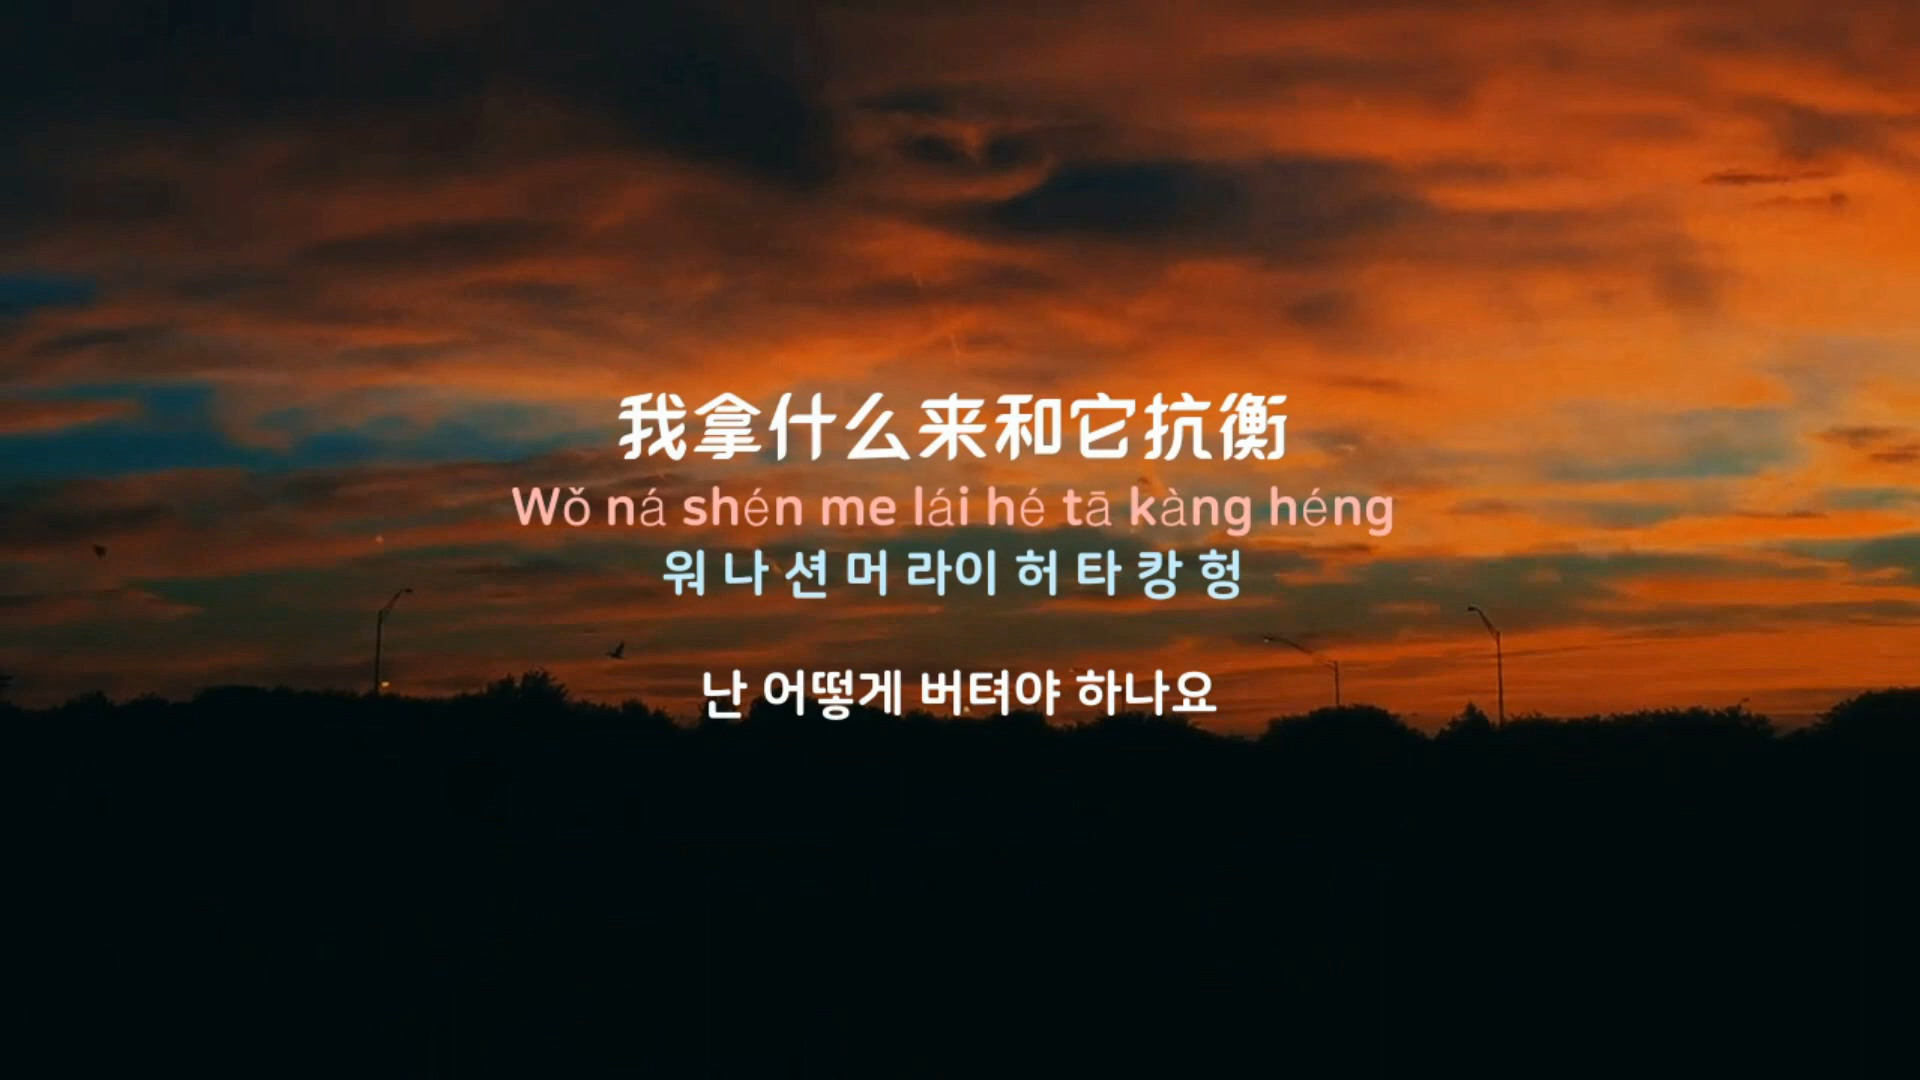 我拿什么来和它抗衡
Wǒ ná shén me lái hé tā kàng héng
워 나 션 머 라이 허 타 캉 헝
난 어떻게 버텨야 하나요